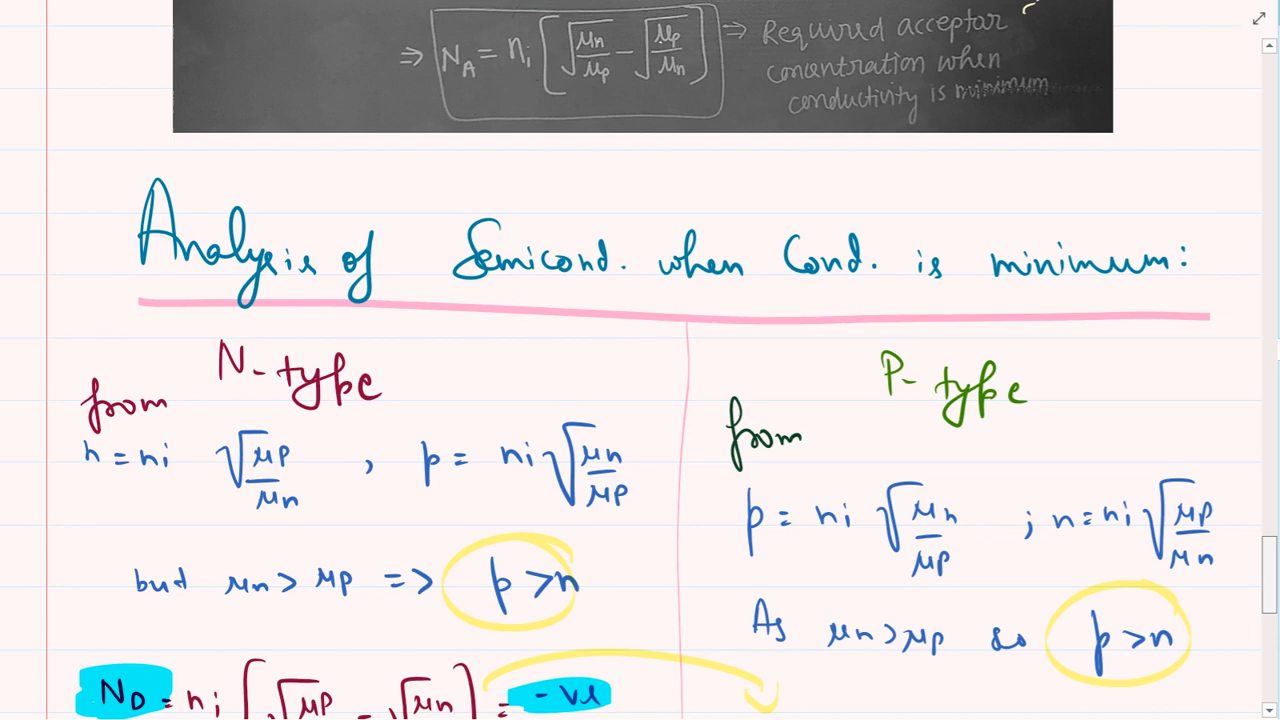 ⇒ N_A = n_i [√(μn/μp) − √(μp/μn)] ⇒ Required acceptor
concentration when
conductivity is minimum
Analysis of Semicond. when Cond. is minimum:
N-type
from
n = ni √(μp/μn) , p = ni √(μn/μp)
but μn > μp => p > n
N_D = ni [√μp − √μn] = -ve
P-type
from
p = ni √(μn/μp) ; n = ni √(μp/μn)
As μn > μp so p > n